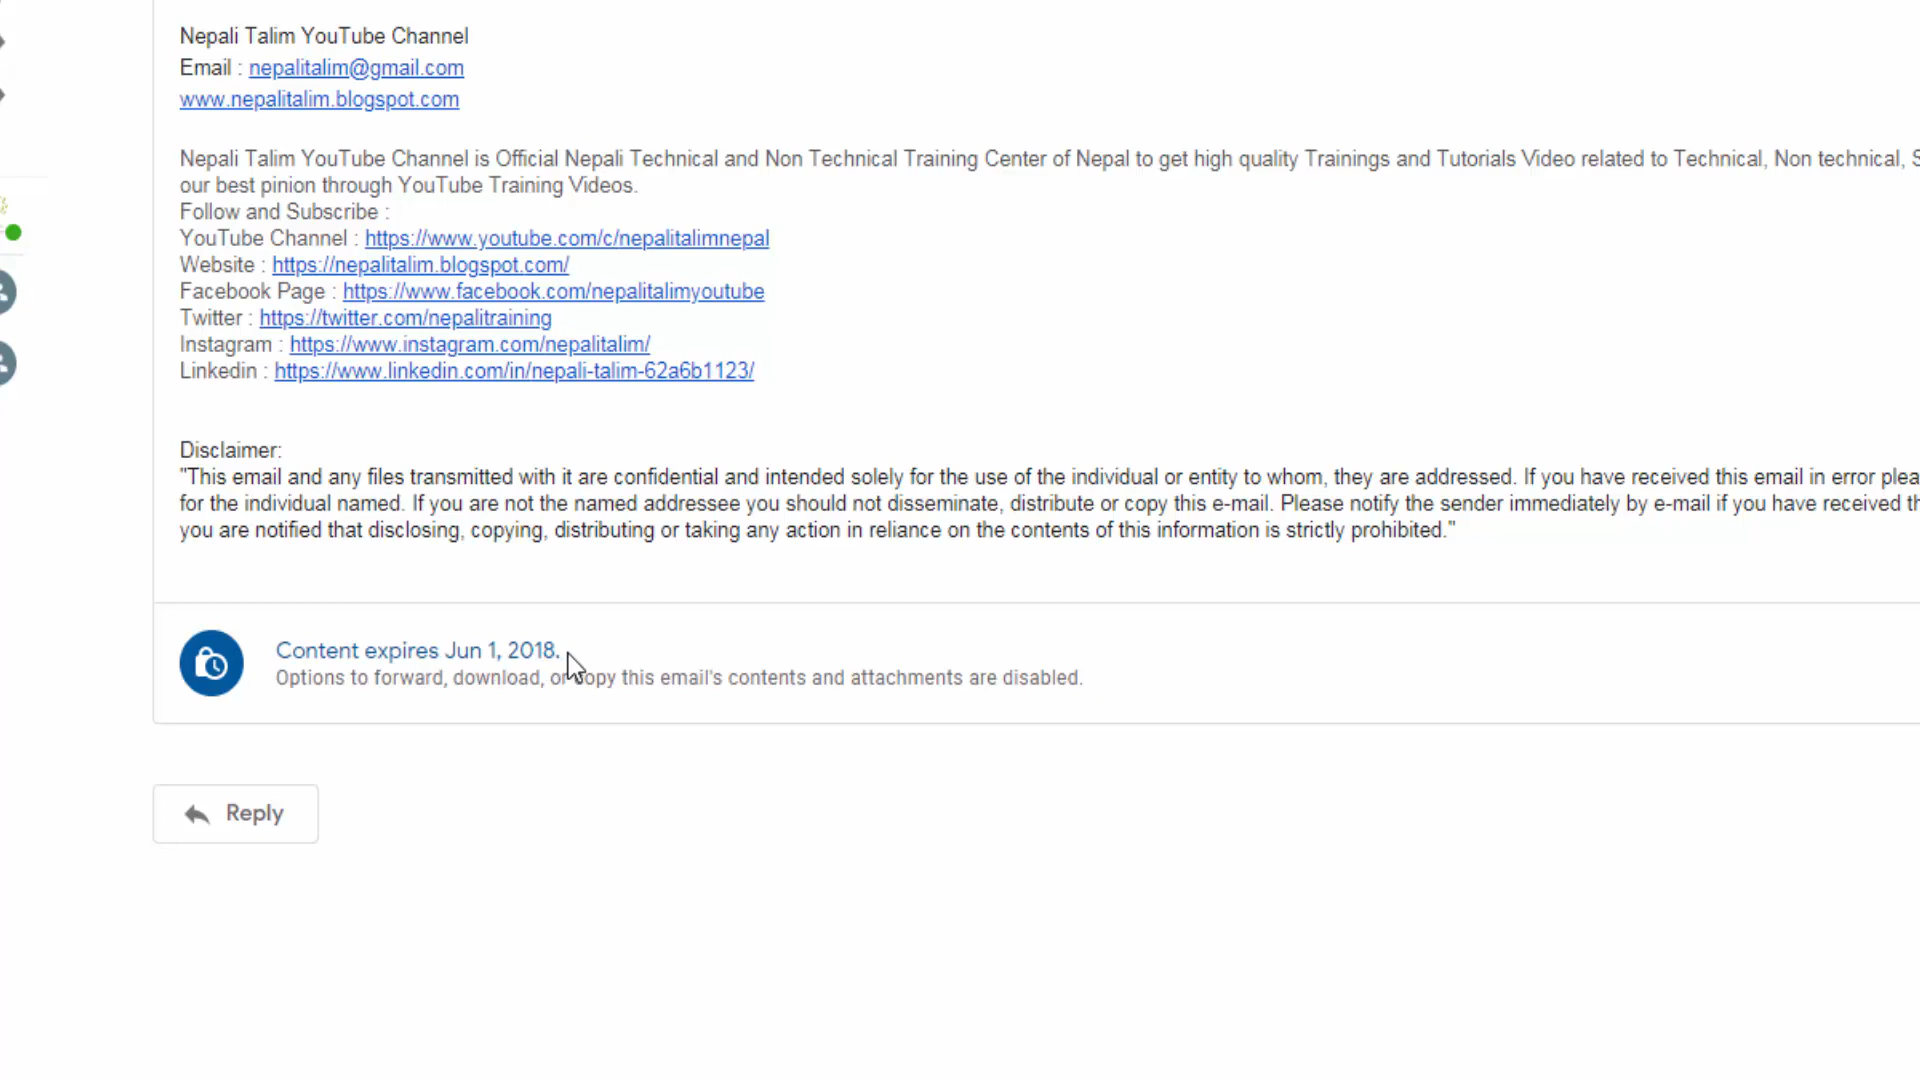 Nepali Talim YouTube Channel
Email : nepalitalim@gmail.com
www.nepalitalim.blogspot.com
Nepali Talim YouTube Channel is Official Nepali Technical and Non Technical Training Center of Nepal to get high quality Trainings and Tutorials Video related to Technical, Non technical, S
our best pinion through YouTube Training Videos.
Follow and Subscribe :
YouTube Channel : https://www.youtube.com/c/nepalitalimnepal
Website : https://nepalitalim.blogspot.com/
Facebook Page : https://www.facebook.com/nepalitalimyoutube
Twitter : https://twitter.com/nepalitraining
Instagram : https://www.instagram.com/nepalitalim/
Linkedin : https://www.linkedin.com/in/nepali-talim-62a6b1123/
Disclaimer:
"This email and any files transmitted with it are confidential and intended solely for the use of the individual or entity to whom, they are addressed. If you have received this email in error plea
for the individual named. If you are not the named addressee you should not disseminate, distribute or copy this e-mail. Please notify the sender immediately by e-mail if you have received th
you are notified that disclosing, copying, distributing or taking any action in reliance on the contents of this information is strictly prohibited."
Content expires Jun 1, 2018.
Options to forward, download, or copy this email's contents and attachments are disabled.
Reply